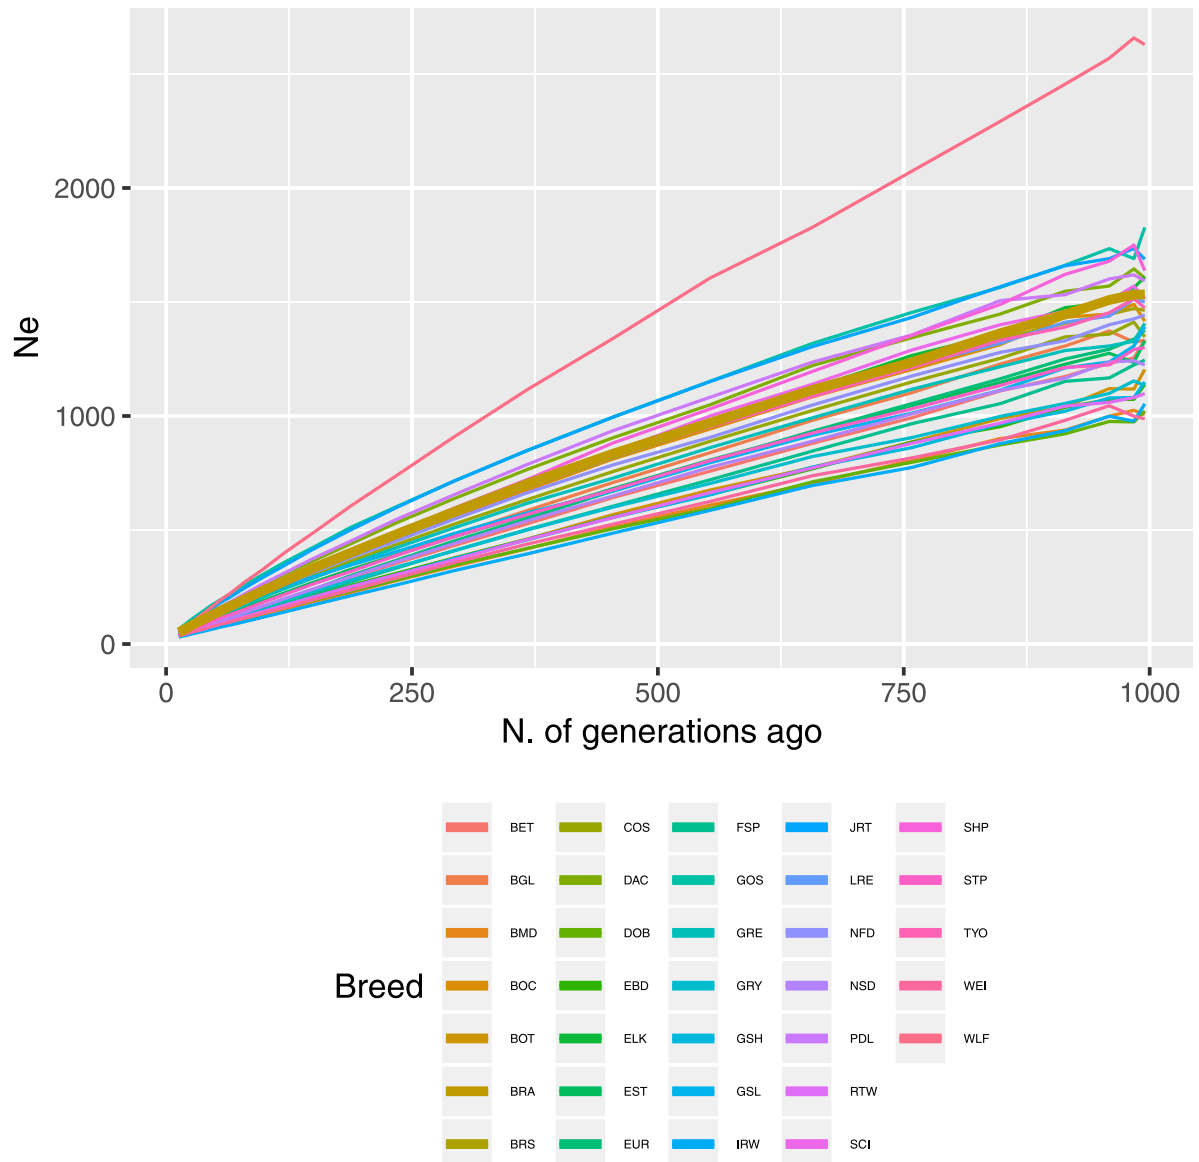 Ne
2000
1000
0
0 250 500 750 1000
N. of generations ago
Breed
BET COS FSP JRT SHP
BGL DAC GOS LRE STP
BMD DOB GRE NFD TYO
BOC EBD GRY NSD WEI
BOT ELK GSH PDL WLF
BRA EST GSL RTW
BRS EUR IRW SCI